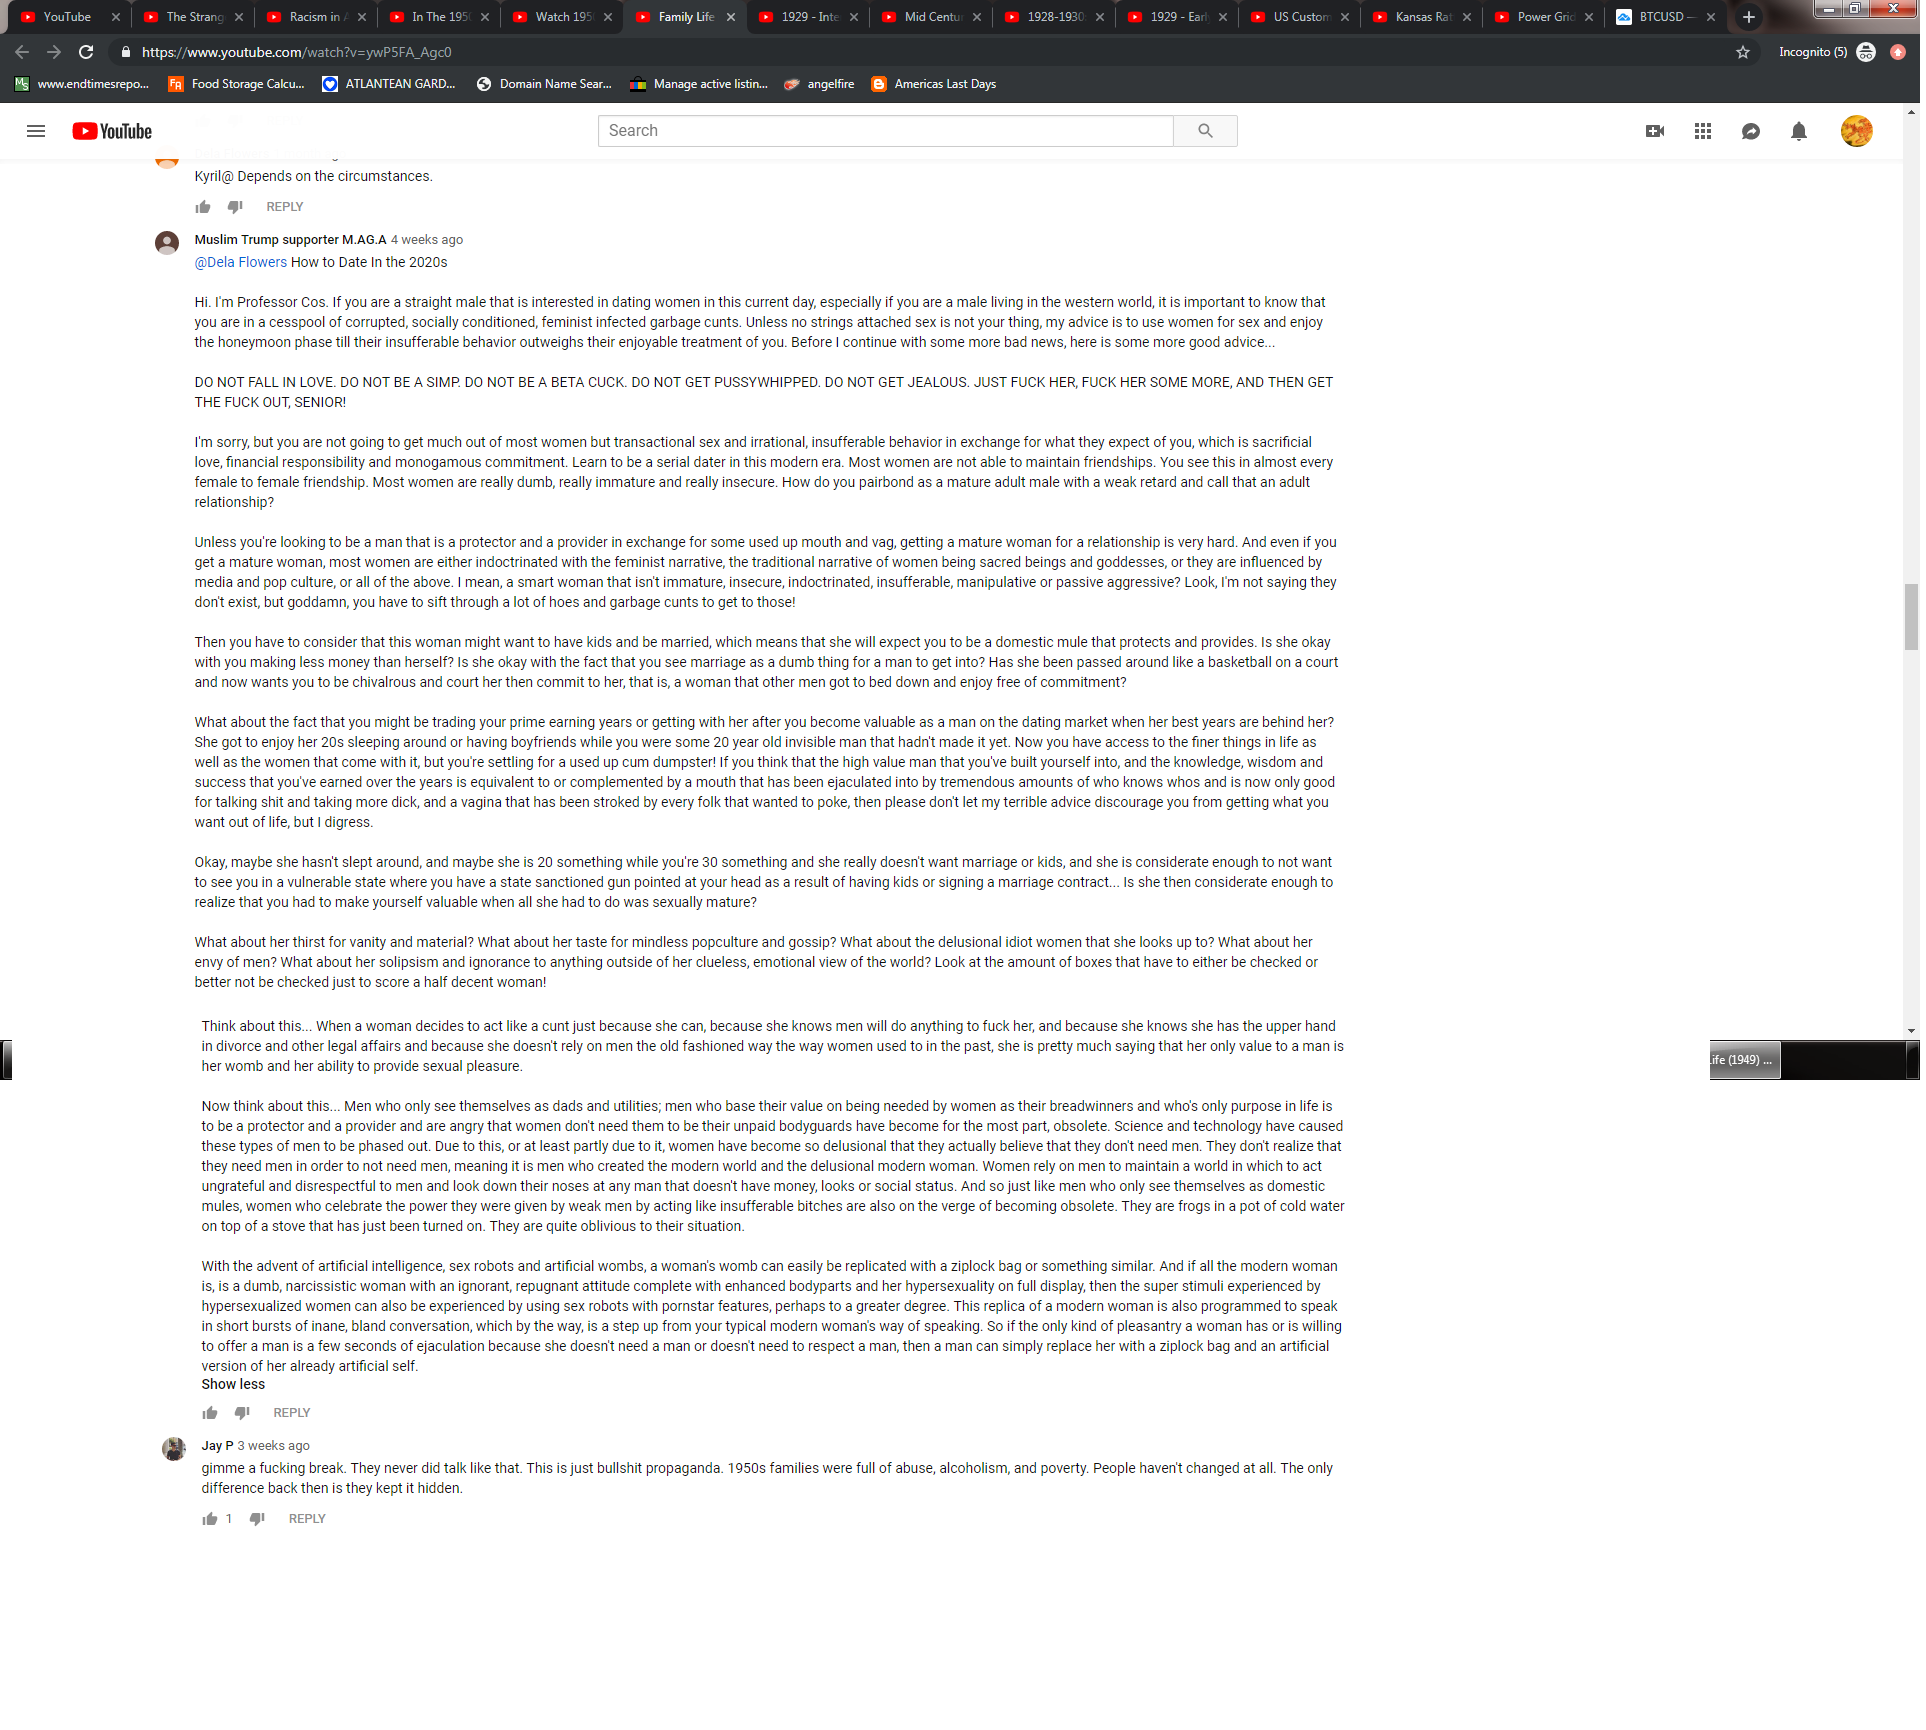 YouTube
The Strang
Racism in A
In The 195
Watch 195
Family Life
1929 - Inte
Mid Centu
1928-1930
1929 - Earl
US Custom
Kansas Rat
Power Grid
BTCUSD —
https://www.youtube.com/watch?v=ywP5FA_Agc0
Incognito (5)
www.endtimesrepo...
Food Storage Calcu...
ATLANTEAN GARD...
Domain Name Sear...
Manage active listin...
angelfire
Americas Last Days
YouTube
Search
Kyril@ Depends on the circumstances.
REPLY
Muslim Trump supporter M.AG.A 4 weeks ago
@Dela Flowers How to Date In the 2020s
Hi. I'm Professor Cos. If you are a straight male that is interested in dating women in this current day, especially if you are a male living in the western world, it is important to know that
you are in a cesspool of corrupted, socially conditioned, feminist infected garbage cunts. Unless no strings attached sex is not your thing, my advice is to use women for sex and enjoy
the honeymoon phase till their insufferable behavior outweighs their enjoyable treatment of you. Before I continue with some more bad news, here is some more good advice...
DO NOT FALL IN LOVE. DO NOT BE A SIMP. DO NOT BE A BETA CUCK. DO NOT GET PUSSYWHIPPED. DO NOT GET JEALOUS. JUST FUCK HER, FUCK HER SOME MORE, AND THEN GET
THE FUCK OUT, SENIOR!
I'm sorry, but you are not going to get much out of most women but transactional sex and irrational, insufferable behavior in exchange for what they expect of you, which is sacrificial
love, financial responsibility and monogamous commitment. Learn to be a serial dater in this modern era. Most women are not able to maintain friendships. You see this in almost every
female to female friendship. Most women are really dumb, really immature and really insecure. How do you pairbond as a mature adult male with a weak retard and call that an adult
relationship?
Unless you're looking to be a man that is a protector and a provider in exchange for some used up mouth and vag, getting a mature woman for a relationship is very hard. And even if you
get a mature woman, most women are either indoctrinated with the feminist narrative, the traditional narrative of women being sacred beings and goddesses, or they are influenced by
media and pop culture, or all of the above. I mean, a smart woman that isn't immature, insecure, indoctrinated, insufferable, manipulative or passive aggressive? Look, I'm not saying they
don't exist, but goddamn, you have to sift through a lot of hoes and garbage cunts to get to those!
Then you have to consider that this woman might want to have kids and be married, which means that she will expect you to be a domestic mule that protects and provides. Is she okay
with you making less money than herself? Is she okay with the fact that you see marriage as a dumb thing for a man to get into? Has she been passed around like a basketball on a court
and now wants you to be chivalrous and court her then commit to her, that is, a woman that other men got to bed down and enjoy free of commitment?
What about the fact that you might be trading your prime earning years or getting with her after you become valuable as a man on the dating market when her best years are behind her?
She got to enjoy her 20s sleeping around or having boyfriends while you were some 20 year old invisible man that hadn't made it yet. Now you have access to the finer things in life as
well as the women that come with it, but you're settling for a used up cum dumpster! If you think that the high value man that you've built yourself into, and the knowledge, wisdom and
success that you've earned over the years is equivalent to or complemented by a mouth that has been ejaculated into by tremendous amounts of who knows whos and is now only good
for talking shit and taking more dick, and a vagina that has been stroked by every folk that wanted to poke, then please don't let my terrible advice discourage you from getting what you
want out of life, but I digress.
Okay, maybe she hasn't slept around, and maybe she is 20 something while you're 30 something and she really doesn't want marriage or kids, and she is considerate enough to not want
to see you in a vulnerable state where you have a state sanctioned gun pointed at your head as a result of having kids or signing a marriage contract... Is she then considerate enough to
realize that you had to make yourself valuable when all she had to do was sexually mature?
What about her thirst for vanity and material? What about her taste for mindless popculture and gossip? What about the delusional idiot women that she looks up to? What about her
envy of men? What about her solipsism and ignorance to anything outside of her clueless, emotional view of the world? Look at the amount of boxes that have to either be checked or
better not be checked just to score a half decent woman!
Think about this... When a woman decides to act like a cunt just because she can, because she knows men will do anything to fuck her, and because she knows she has the upper hand
in divorce and other legal affairs and because she doesn't rely on men the old fashioned way the way women used to in the past, she is pretty much saying that her only value to a man is
her womb and her ability to provide sexual pleasure.
ife (1949) ...
Now think about this... Men who only see themselves as dads and utilities; men who base their value on being needed by women as their breadwinners and who's only purpose in life is
to be a protector and a provider and are angry that women don't need them to be their unpaid bodyguards have become for the most part, obsolete. Science and technology have caused
these types of men to be phased out. Due to this, or at least partly due to it, women have become so delusional that they actually believe that they don't need men. They don't realize that
they need men in order to not need men, meaning it is men who created the modern world and the delusional modern woman. Women rely on men to maintain a world in which to act
ungrateful and disrespectful to men and look down their noses at any man that doesn't have money, looks or social status. And so just like men who only see themselves as domestic
mules, women who celebrate the power they were given by weak men by acting like insufferable bitches are also on the verge of becoming obsolete. They are frogs in a pot of cold water
on top of a stove that has just been turned on. They are quite oblivious to their situation.
With the advent of artificial intelligence, sex robots and artificial wombs, a woman's womb can easily be replicated with a ziplock bag or something similar. And if all the modern woman
is, is a dumb, narcissistic woman with an ignorant, repugnant attitude complete with enhanced bodyparts and her hypersexuality on full display, then the super stimuli experienced by
hypersexualized women can also be experienced by using sex robots with pornstar features, perhaps to a greater degree. This replica of a modern woman is also programmed to speak
in short bursts of inane, bland conversation, which by the way, is a step up from your typical modern woman's way of speaking. So if the only kind of pleasantry a woman has or is willing
to offer a man is a few seconds of ejaculation because she doesn't need a man or doesn't need to respect a man, then a man can simply replace her with a ziplock bag and an artificial
version of her already artificial self.
Show less
REPLY
Jay P 3 weeks ago
gimme a fucking break. They never did talk like that. This is just bullshit propaganda. 1950s families were full of abuse, alcoholism, and poverty. People haven't changed at all. The only
difference back then is they kept it hidden.
1
REPLY